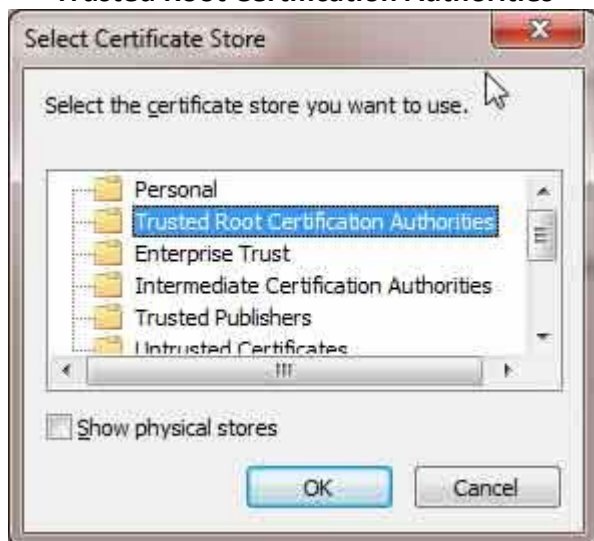 Trusted Root Certification Authorities
Select Certificate Store
Select the certificate store you want to use.
Personal
Trusted Root Certification Authorities
Enterprise Trust
Intermediate Certification Authorities
Trusted Publishers
Untrusted Certificates
Show physical stores
OK
Cancel